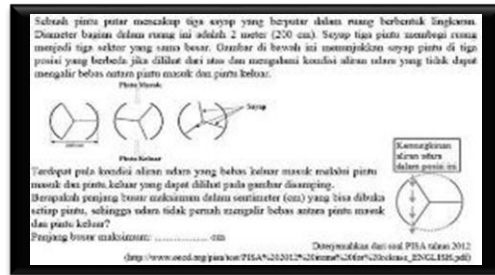 Sebuah pintu putar mencakup tiga sayap yang berputar dalam ruang berbentuk lingkaran.
Diameter bagian dalam ruang ini adalah 2 meter (200 cm). Sayap tiga pintu membagi ruang
menjadi tiga sektor yang sama besar. Gambar di bawah ini menunjukkan sayap pintu di tiga
posisi yang berbeda jika dilihat dari atas dan mengalami kondisi aliran udara yang tidak dapat
mengalir bebas antara pintu masuk dan pintu keluar.
Pintu Masuk
Sayap
Pintu Keluar
Kemungkinan
aliran udara
dalam posisi ini
Terdapat pula kondisi aliran udara yang bebas keluar masuk melalui pintu
masuk dan pintu keluar yang dapat dilihat pada gambar disamping.
Berapakah panjang busur maksimum dalam sentimeter (cm) yang bisa dibuka
setiap pintu, sehingga udara tidak pernah mengalir bebas antara pintu masuk
dan pintu keluar?
Panjang busur maksimum: .................. cm
Diterjemahkan dari soal PISA tahun 2012